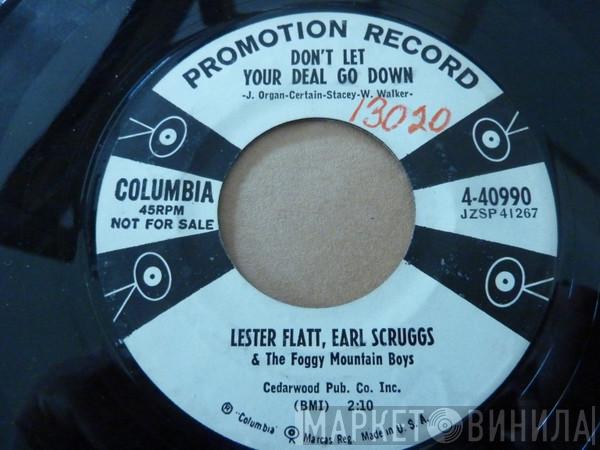 PROMOTION RECORD
DON'T LET
YOUR DEAL GO DOWN
-J. Organ-Certain-Stacey-W. Walker-
13020
COLUMBIA
45RPM
NOT FOR SALE
4-40990
JZSP 41267
LESTER FLATT, EARL SCRUGGS
& The Foggy Mountain Boys
Cedarwood Pub. Co. Inc.
(BMI) 2:10
® "Columbia" Marcas Reg. Made in U. S. A.
МАРКЕТ ВИНИЛА